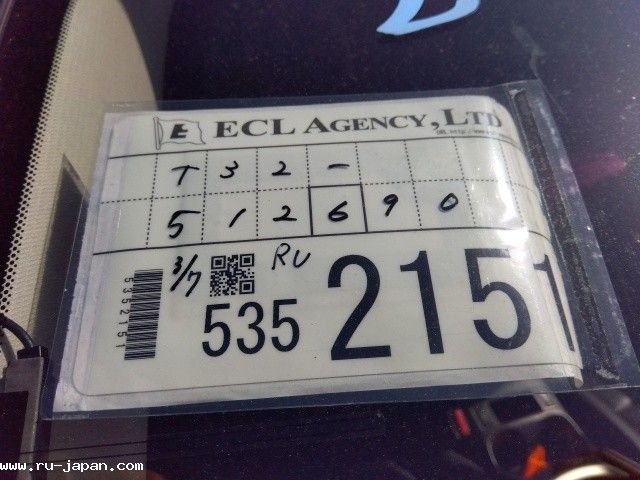 E ECL AGENCY, LTD
T 3 2 -
5 1 2 6 9 0
3/7 RU
5352151
535 2151
www.ru-japan.com